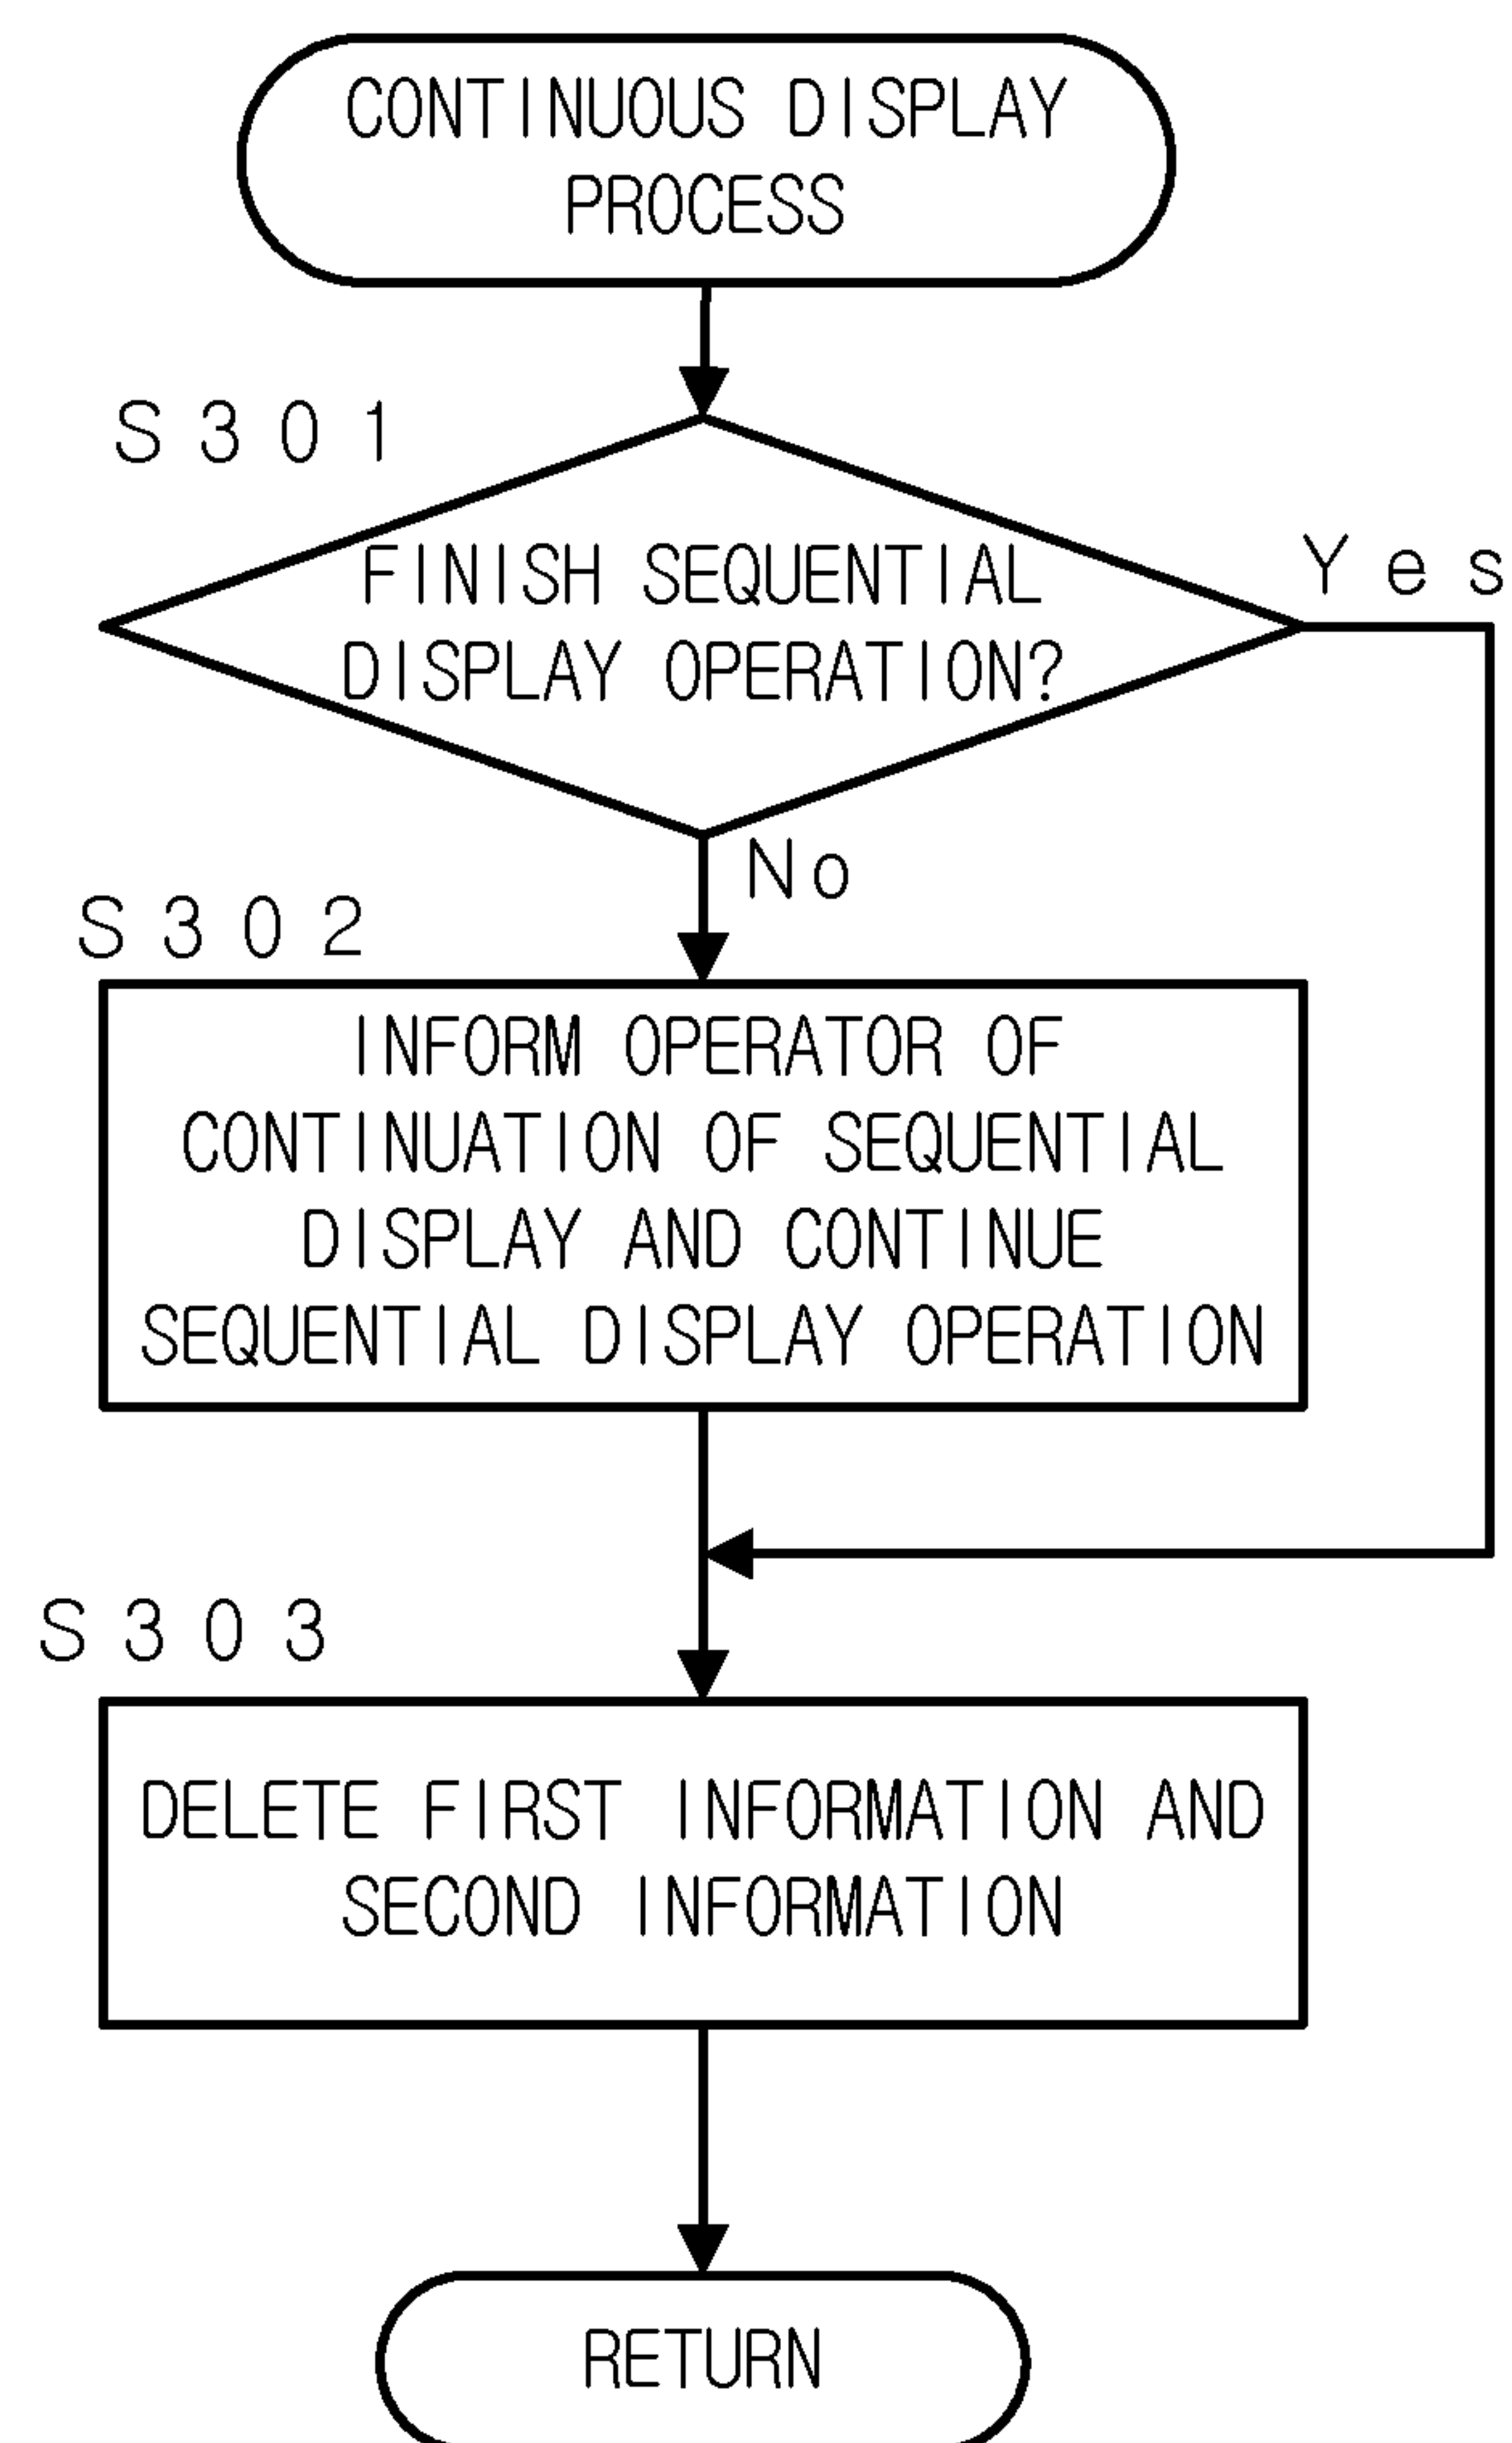 CONTINUOUS DISPLAY
PROCESS
S301
FINISH SEQUENTIAL
DISPLAY OPERATION?
Yes
No
S302
INFORM OPERATOR OF
CONTINUATION OF SEQUENTIAL
DISPLAY AND CONTINUE
SEQUENTIAL DISPLAY OPERATION
S303
DELETE FIRST INFORMATION AND
SECOND INFORMATION
RETURN